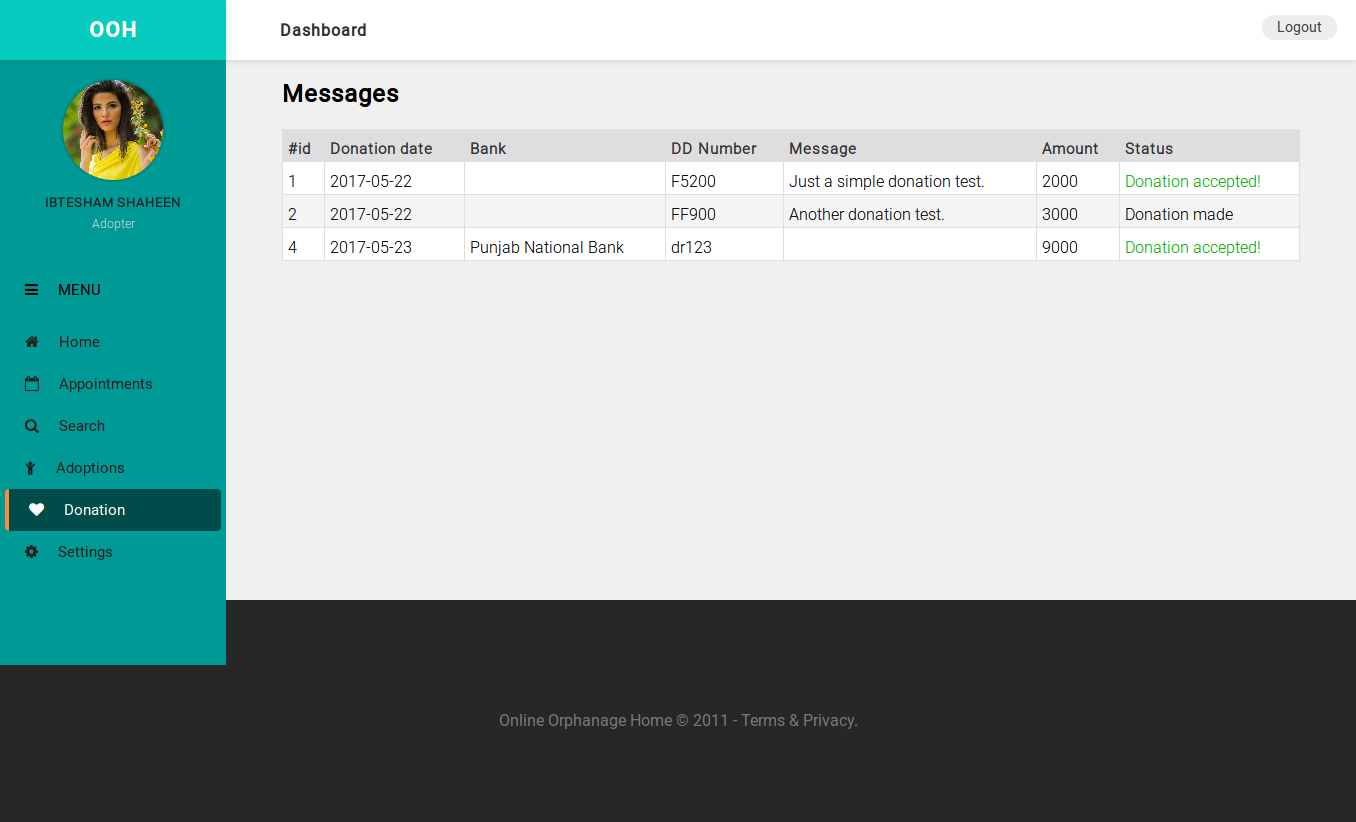 OOH
Dashboard
Logout
IBTESHAM SHAHEEN
Adopter
MENU
Home
Appointments
Search
Adoptions
Donation
Settings
Messages
#id Donation date Bank DD Number Message Amount Status
1 2017-05-22 F5200 Just a simple donation test. 2000 Donation accepted!
2 2017-05-22 FF900 Another donation test. 3000 Donation made
4 2017-05-23 Punjab National Bank dr123 9000 Donation accepted!
Online Orphanage Home © 2011 - Terms & Privacy.